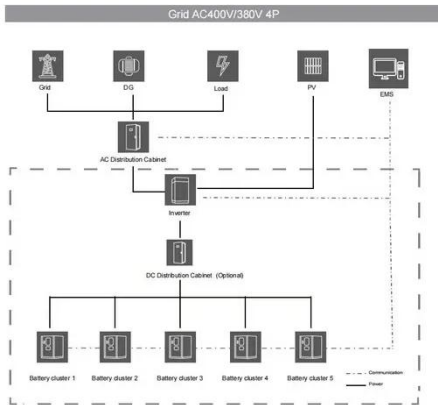 Grid AC400V/380V 4P
Grid
DG
Load
PV
EMS
AC Distribution Cabinet
Inverter
DC Distribution Cabinet (Optional)
Battery cluster 1
Battery cluster 2
Battery cluster 3
Battery cluster 4
Battery cluster 5
Communication
Power